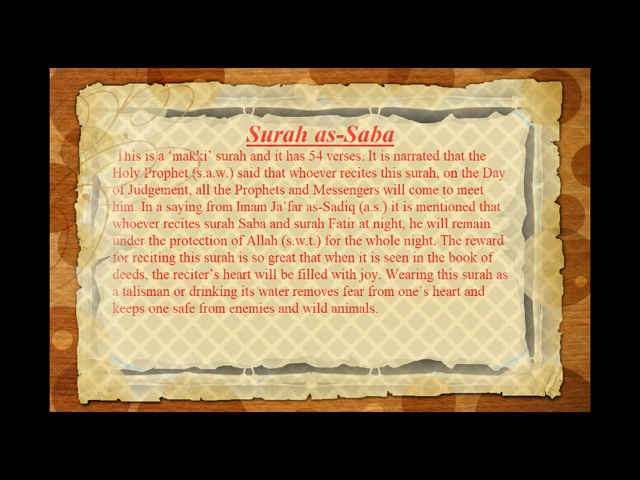 Surah as-Saba
This is a ‘makki’ surah and it has 54 verses. It is narrated that the
Holy Prophet (s.a.w.) said that whoever recites this surah, on the Day
of Judgement, all the Prophets and Messengers will come to meet
him. In a saying from Imam Ja’far as-Sadiq (a.s.) it is mentioned that
whoever recites surah Saba and surah Fatir at night, he will remain
under the protection of Allah (s.w.t.) for the whole night. The reward
for reciting this surah is so great that when it is seen in the book of
deeds, the reciter’s heart will be filled with joy. Wearing this surah as
a talisman or drinking its water removes fear from one’s heart and
keeps one safe from enemies and wild animals.